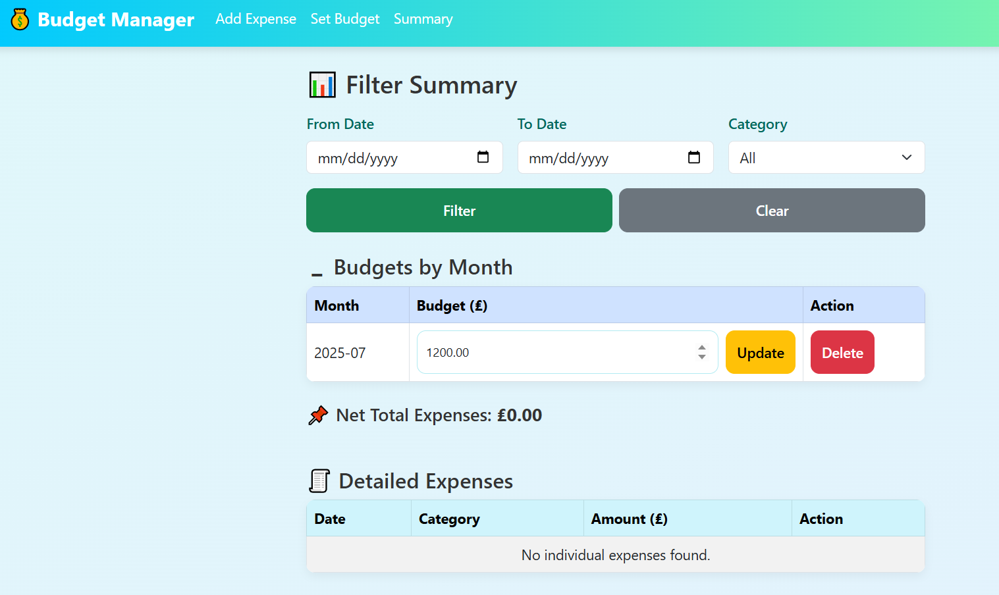 Budget Manager Add Expense Set Budget Summary
Filter Summary
From Date To Date Category
mm/dd/yyyy mm/dd/yyyy All
Filter Clear
_ Budgets by Month
Month Budget (£) Action
2025-07 1200.00 Update Delete
Net Total Expenses: £0.00
Detailed Expenses
Date Category Amount (£) Action
No individual expenses found.